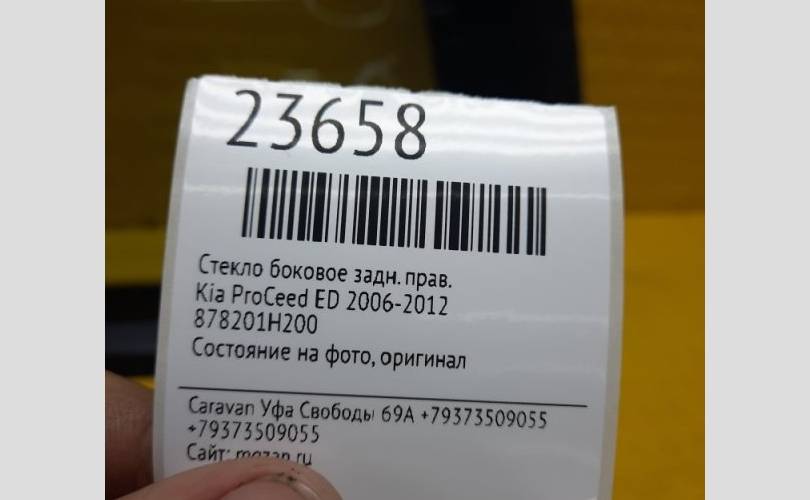 23658
Стекло боковое задн. прав.
Kia ProCeed ED 2006-2012
878201H200
Состояние на фото, оригинал
Caravan Уфа Свободы 69А +79373509055
+79373509055
Сайт: